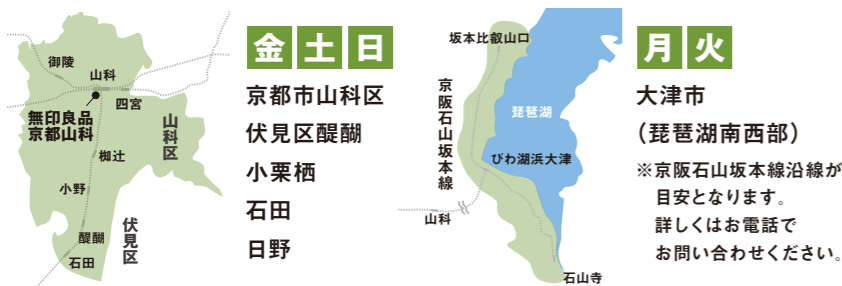 御陵
山科
四宮
無印良品
京都山科
山科区
椥辻
小野
伏見区
醍醐
石田
金土日
京都市山科区
伏見区醍醐
小栗栖
石田
日野
坂本比叡山口
京阪石山坂本線
琵琶湖
びわ湖浜大津
山科
石山寺
月火
大津市
（琵琶湖南西部）
※京阪石山坂本線沿線が
目安となります。
詳しくはお電話で
お問い合わせください。